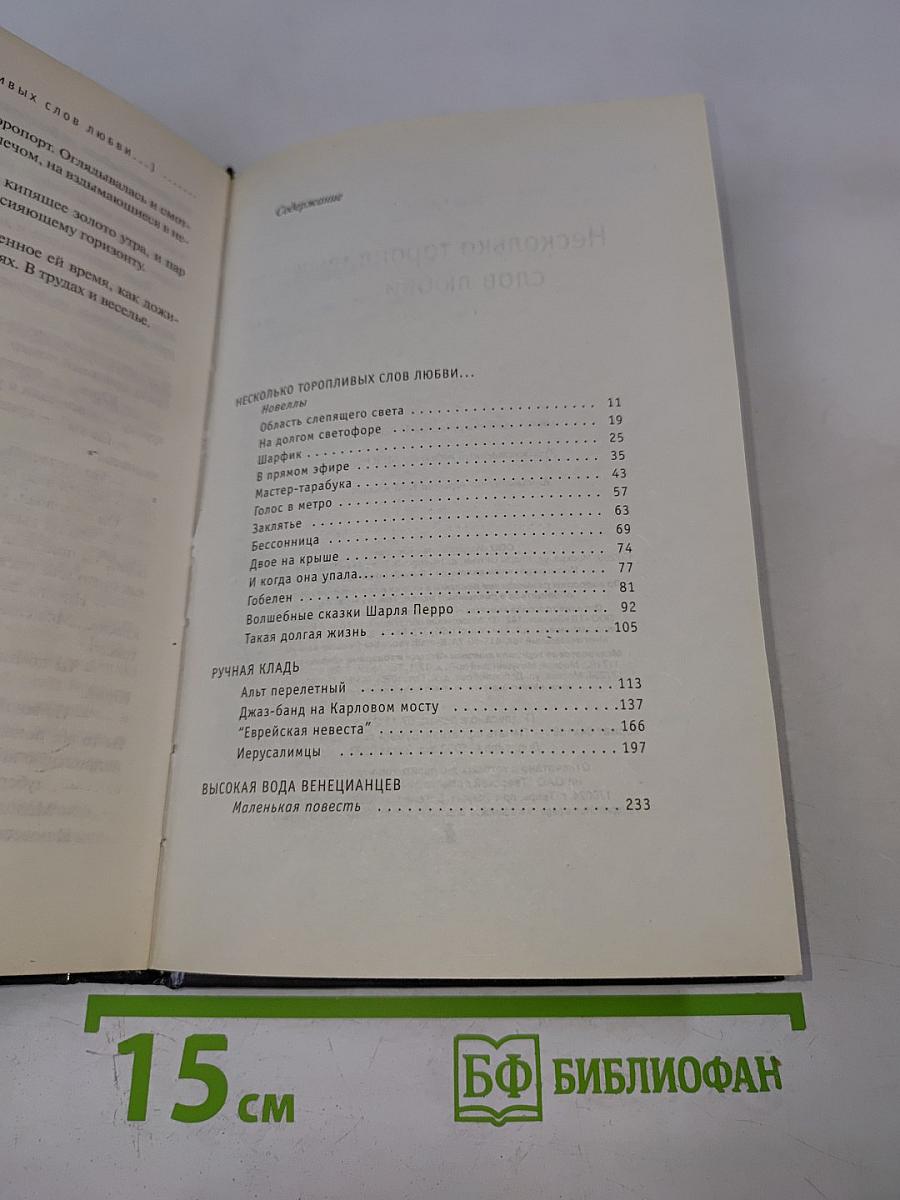 ивых слов любви...]
ропорт. Оглядывалась и смот-
лечом, на вздымающиеся в не-
кипящее золото утра, и пар
сияющему горизонту.
енное ей время, как дожи-
ях. В трудах и веселье.
Содержание
НЕСКОЛЬКО ТОРОПЛИВЫХ СЛОВ ЛЮБВИ...
Новеллы
Область слепящего света . . . . . . . . . . . . . . . . . . . . . . 11
На долгом светофоре . . . . . . . . . . . . . . . . . . . . . . . . 19
Шарфик . . . . . . . . . . . . . . . . . . . . . . . . . . . . . . . . 25
В прямом эфире . . . . . . . . . . . . . . . . . . . . . . . . . . . 35
Мастер-тарабука . . . . . . . . . . . . . . . . . . . . . . . . . . . 43
Голос в метро . . . . . . . . . . . . . . . . . . . . . . . . . . . . 57
Заклятье . . . . . . . . . . . . . . . . . . . . . . . . . . . . . . . 63
Бессонница . . . . . . . . . . . . . . . . . . . . . . . . . . . . . . 69
Двое на крыше . . . . . . . . . . . . . . . . . . . . . . . . . . . . 74
И когда она упала... . . . . . . . . . . . . . . . . . . . . . . . . . 77
Гобелен . . . . . . . . . . . . . . . . . . . . . . . . . . . . . . . . 81
Волшебные сказки Шарля Перро . . . . . . . . . . . . . . . . 92
Такая долгая жизнь . . . . . . . . . . . . . . . . . . . . . . . . 105
РУЧНАЯ КЛАДЬ
Альт перелетный . . . . . . . . . . . . . . . . . . . . . . . . . . 113
Джаз-банд на Карловом мосту . . . . . . . . . . . . . . . . . .137
"Еврейская невеста" . . . . . . . . . . . . . . . . . . . . . . . . 166
Иерусалимцы . . . . . . . . . . . . . . . . . . . . . . . . . . . . 197
ВЫСОКАЯ ВОДА ВЕНЕЦИАНЦЕВ
Маленькая повесть . . . . . . . . . . . . . . . . . . . . . . . . . 233
15 см
БФ БИБЛИОФАН